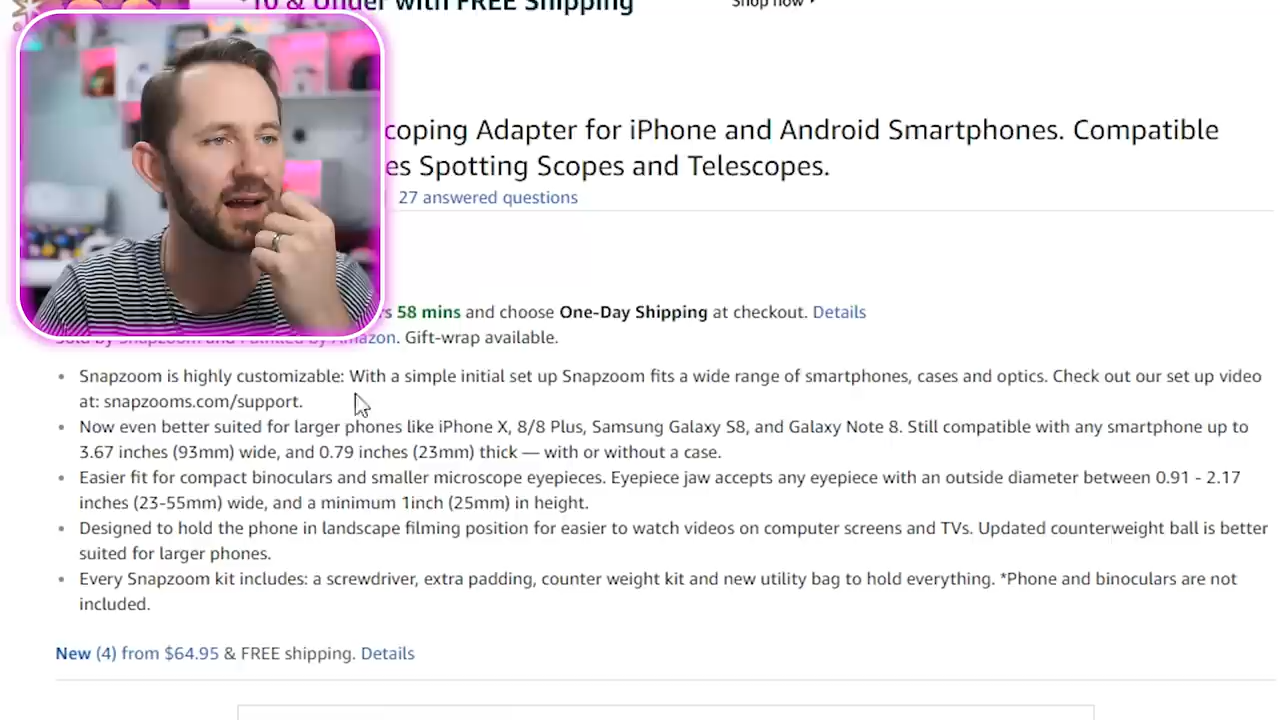 10 & Under with FREE Shipping
Shop now
coping Adapter for iPhone and Android Smartphones. Compatible
es Spotting Scopes and Telescopes.
27 answered questions
s 58 mins and choose One-Day Shipping at checkout. Details
Sold by Snapzoom and Fulfilled by Amazon. Gift-wrap available.
• Snapzoom is highly customizable: With a simple initial set up Snapzoom fits a wide range of smartphones, cases and optics. Check out our set up video
at: snapzooms.com/support.
• Now even better suited for larger phones like iPhone X, 8/8 Plus, Samsung Galaxy S8, and Galaxy Note 8. Still compatible with any smartphone up to
3.67 inches (93mm) wide, and 0.79 inches (23mm) thick — with or without a case.
• Easier fit for compact binoculars and smaller microscope eyepieces. Eyepiece jaw accepts any eyepiece with an outside diameter between 0.91 - 2.17
inches (23-55mm) wide, and a minimum 1inch (25mm) in height.
• Designed to hold the phone in landscape filming position for easier to watch videos on computer screens and TVs. Updated counterweight ball is better
suited for larger phones.
• Every Snapzoom kit includes: a screwdriver, extra padding, counter weight kit and new utility bag to hold everything. *Phone and binoculars are not
included.
New (4) from $64.95 & FREE shipping. Details